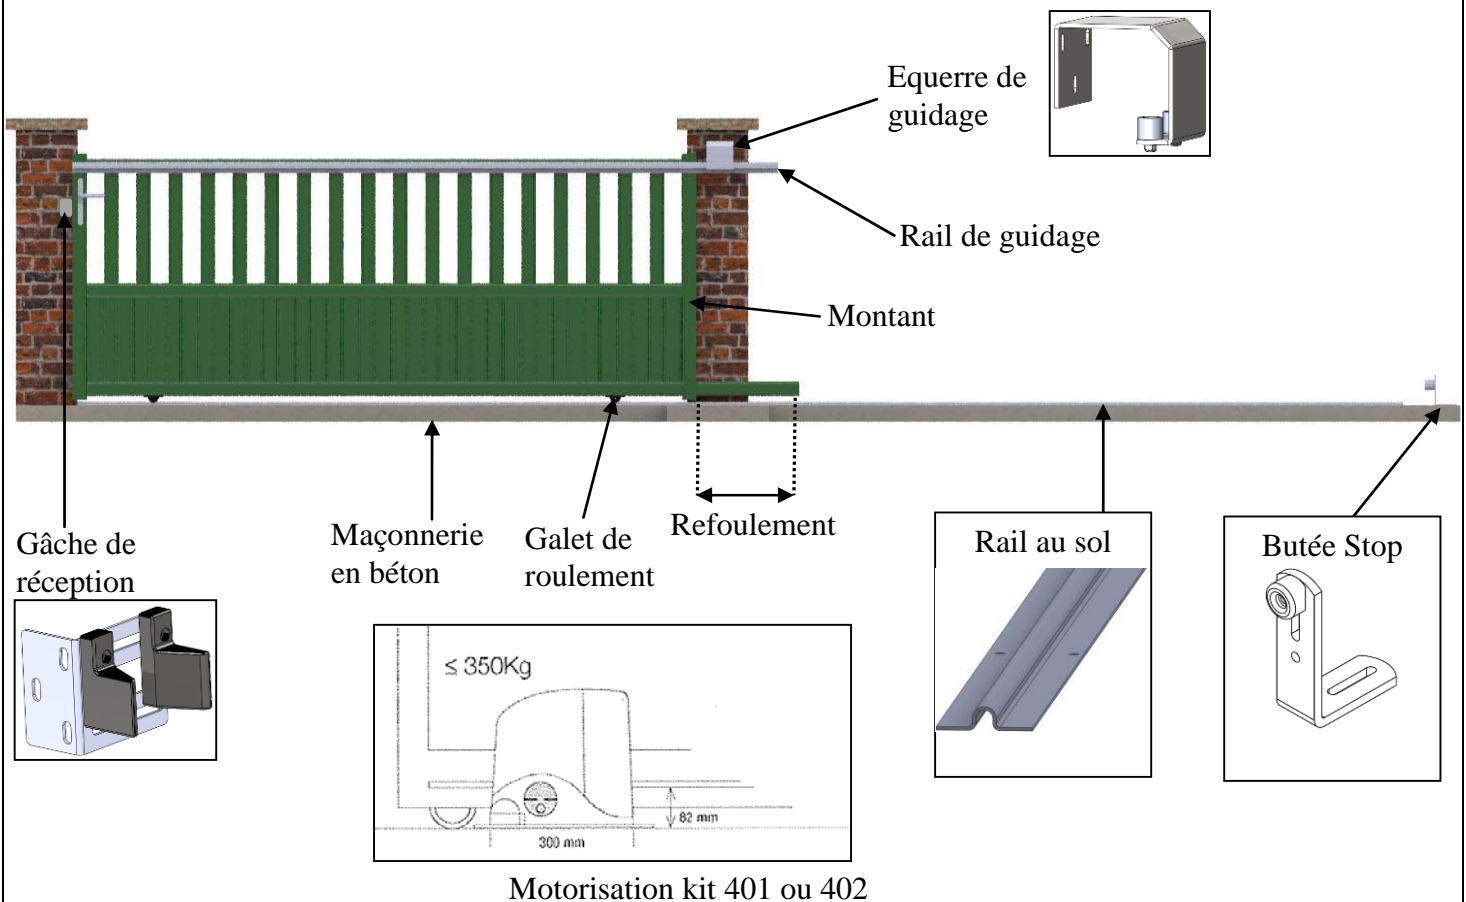 Equerre de
guidage
Rail de guidage
Montant
Gâche de
réception
Maçonnerie
en béton
Galet de
roulement
Refoulement
Rail au sol
Butée Stop
≤ 350Kg
82 mm
300 mm
Motorisation kit 401 ou 402